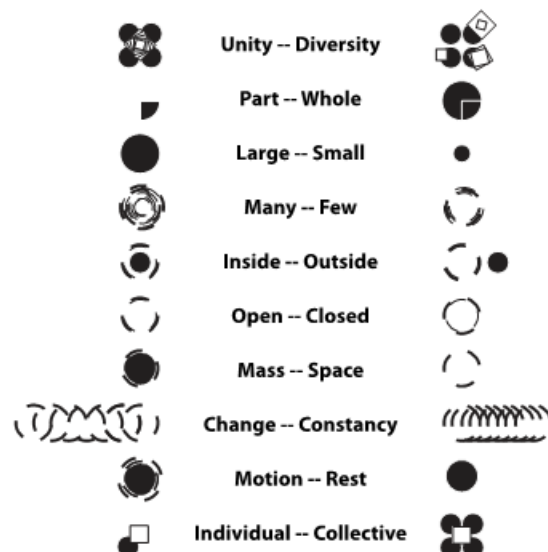 Unity -- Diversity
Part -- Whole
Large -- Small
Many -- Few
Inside -- Outside
Open -- Closed
Mass -- Space
Change -- Constancy
Motion -- Rest
Individual -- Collective